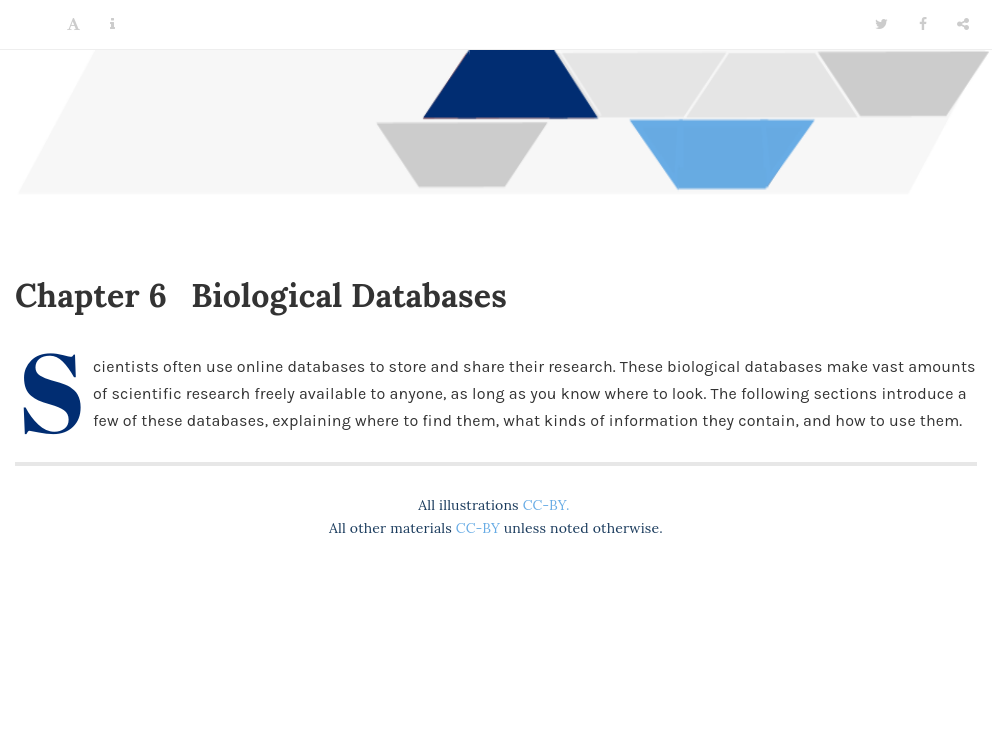 A
Chapter 6 Biological Databases
Scientists often use online databases to store and share their research. These biological databases make vast amounts
of scientific research freely available to anyone, as long as you know where to look. The following sections introduce a
few of these databases, explaining where to find them, what kinds of information they contain, and how to use them.
All illustrations CC-BY.
All other materials CC-BY unless noted otherwise.